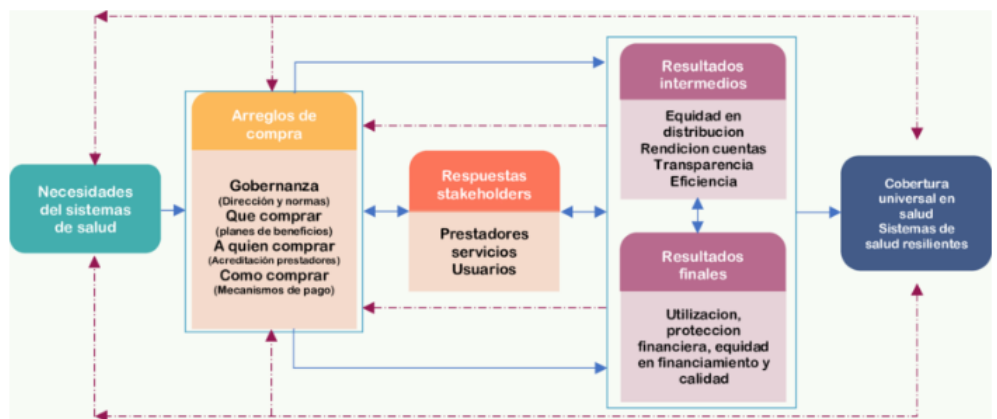 Necesidades
del sistemas
de salud
Arreglos de
compra
Gobernanza
(Dirección y normas)
Que comprar
(planes de beneficios)
A quien comprar
(Acreditación prestadores)
Como comprar
(Mecanismos de pago)
Respuestas
stakeholders
Prestadores
servicios
Usuarios
Resultados
intermedios
Equidad en
distribucion
Rendicion cuentas
Transparencia
Eficiencia
Resultados
finales
Utilizacion,
proteccion
financiera, equidad
en financiamiento y
calidad
Cobertura
universal en
salud
Sistemas de
salud resilientes